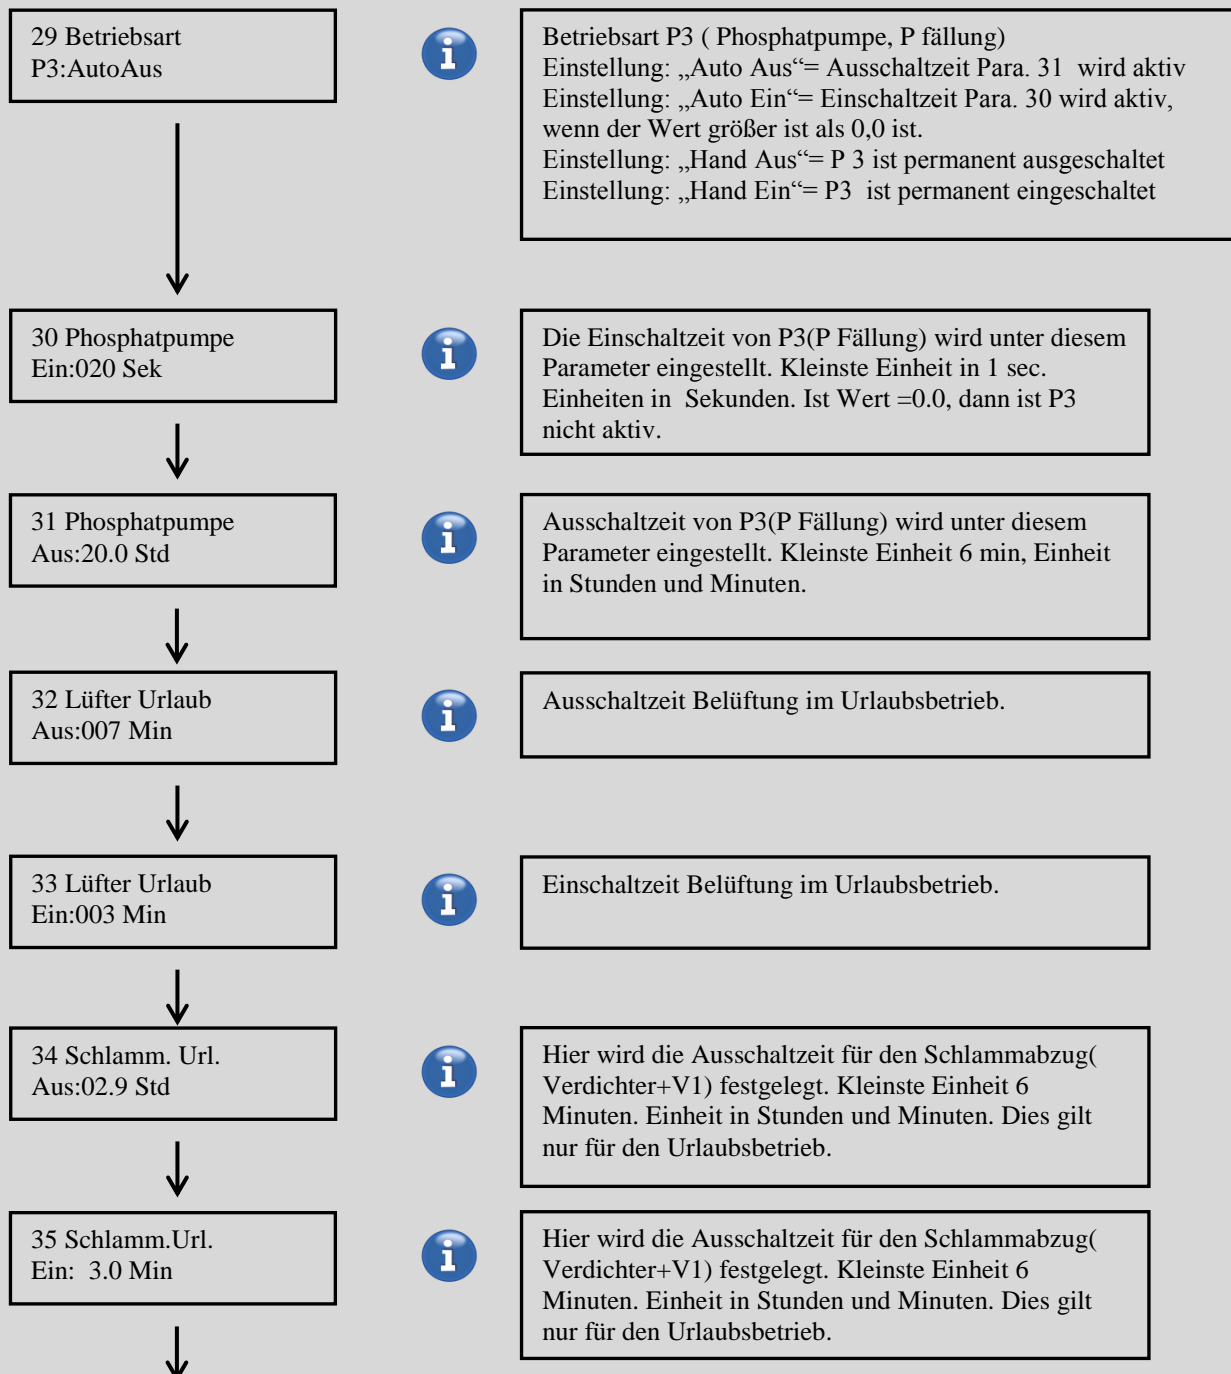 29 Betriebsart
P3:AutoAus
Betriebsart P3 ( Phosphatpumpe, P fällung)
Einstellung: „Auto Aus“= Ausschaltzeit Para. 31  wird aktiv
Einstellung: „Auto Ein“= Einschaltzeit Para. 30 wird aktiv,
wenn der Wert größer ist als 0,0 ist.
Einstellung: „Hand Aus“= P 3 ist permanent ausgeschaltet
Einstellung: „Hand Ein“= P3  ist permanent eingeschaltet
30 Phosphatpumpe
Ein:020 Sek
Die Einschaltzeit von P3(P Fällung) wird unter diesem
Parameter eingestellt. Kleinste Einheit in 1 sec.
Einheiten in  Sekunden. Ist Wert =0.0, dann ist P3
nicht aktiv.
31 Phosphatpumpe
Aus:20.0 Std
Ausschaltzeit von P3(P Fällung) wird unter diesem
Parameter eingestellt. Kleinste Einheit 6 min, Einheit
in Stunden und Minuten.
32 Lüfter Urlaub
Aus:007 Min
Ausschaltzeit Belüftung im Urlaubsbetrieb.
33 Lüfter Urlaub
Ein:003 Min
Einschaltzeit Belüftung im Urlaubsbetrieb.
34 Schlamm. Url.
Aus:02.9 Std
Hier wird die Ausschaltzeit für den Schlammabzug(
Verdichter+V1) festgelegt. Kleinste Einheit 6
Minuten. Einheit in Stunden und Minuten. Dies gilt
nur für den Urlaubsbetrieb.
35 Schlamm.Url.
Ein:  3.0 Min
Hier wird die Ausschaltzeit für den Schlammabzug(
Verdichter+V1) festgelegt. Kleinste Einheit 6
Minuten. Einheit in Stunden und Minuten. Dies gilt
nur für den Urlaubsbetrieb.